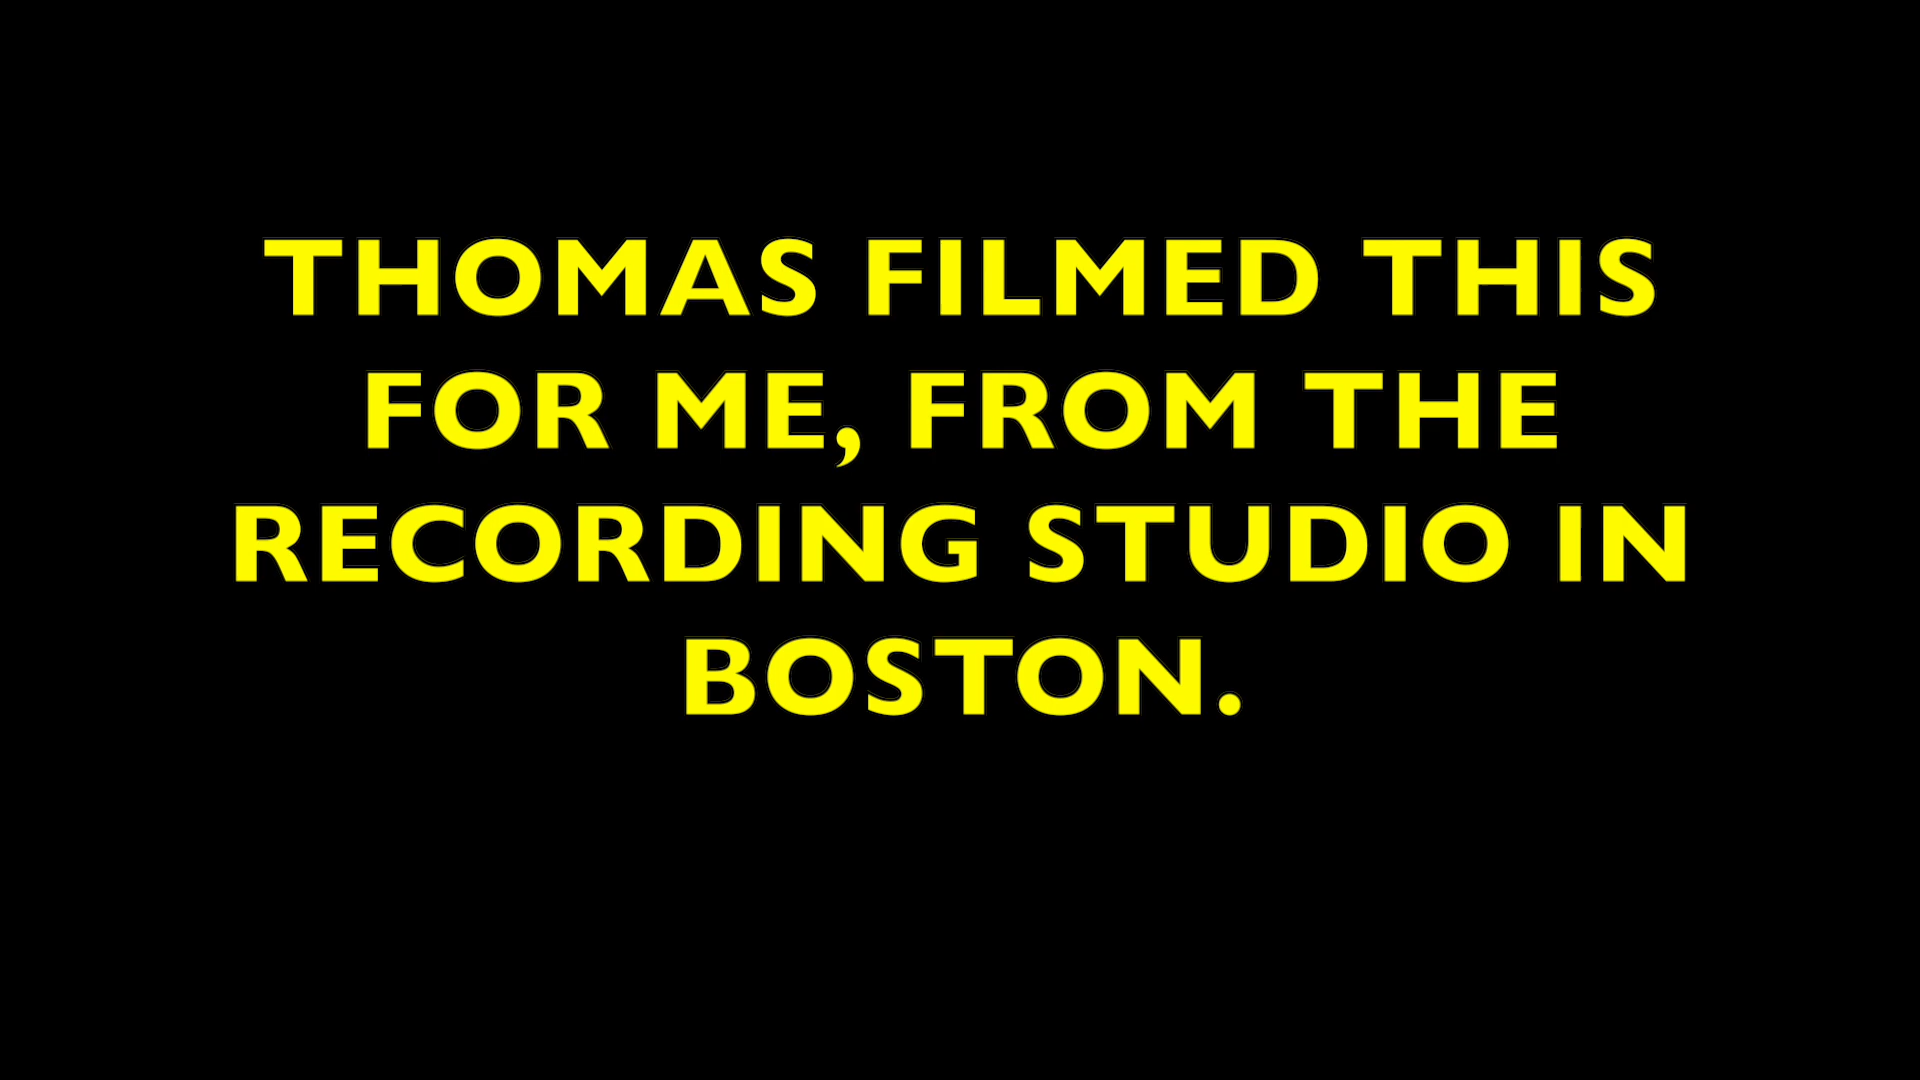 THOMAS FILMED THIS
FOR ME, FROM THE
RECORDING STUDIO IN
BOSTON.